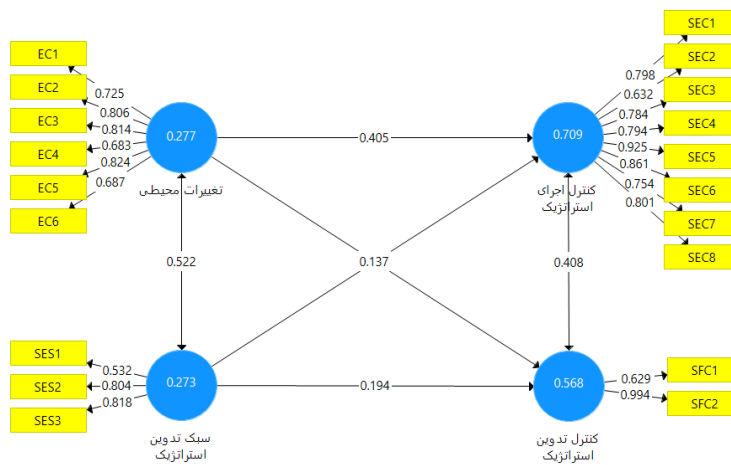 SEC1
EC1
SEC2
0.798
0.725
EC2
0.632
SEC3
0.806
0.784
EC3
0.814
0.277
0.405
0.709
0.794
SEC4
0.683
0.925
EC4
0.824
0.861
SEC5
EC5
0.687
تغییرات محیطی
کنترل اجرای
استراتژیک
0.754
SEC6
0.801
EC6
SEC7
SEC8
0.522
0.137
0.408
SES1
0.532
SES2
0.804
0.273
0.194
0.568
0.629
SFC1
0.818
0.994
SES3
SFC2
سبک تدوین
استراتژیک
کنترل تدوین
استراتژیک